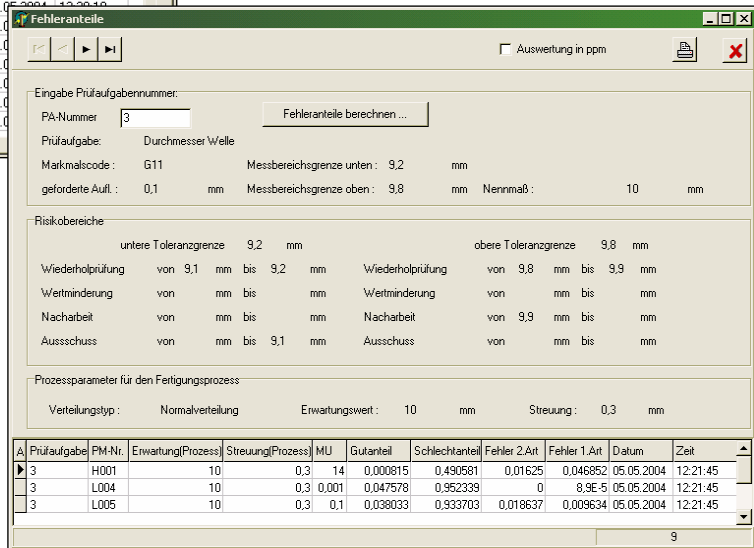 05.2004 12:20:19
Fehleranteile
Auswertung in ppm
Eingabe Prüfaufgabennummer:
PA-Nummer 3 Fehleranteile berechnen ...
Prüfaufgabe: Durchmesser Welle
Markmalscode : G11 Messbereichsgrenze unten : 9,2 mm
geforderte Aufl. : 0,1 mm Messbereichsgrenze oben : 9,8 mm Nennmaß : 10 mm
Risikobereiche
untere Toleranzgrenze 9,2 mm obere Toleranzgrenze 9,8 mm
Wiederholprüfung von 9,1 mm bis 9,2 mm Wiederholprüfung von 9,8 mm bis 9,9 mm
Wertminderung von mm bis mm Wertminderung von mm bis mm
Nacharbeit von mm bis mm Nacharbeit von 9,9 mm bis mm
Aussschuss von mm bis 9,1 mm Ausschuss von mm bis mm
Prozessparameter für den Fertigungsprozess
Verteilungstyp : Normalverteilung Erwartungswert : 10 mm Streuung : 0,3 mm
A Prüfaufgabe PM-Nr. Erwartung(Prozess) Streuung(Prozess) MU Gutanteil Schlechtanteil Fehler 2.Art Fehler 1.Art Datum Zeit
3 H001 10 0,3 14 0,000815 0,490581 0,01625 0,046852 05.05.2004 12:21:45
3 L004 10 0,3 0,001 0,047578 0,952339 0 8,9E-5 05.05.2004 12:21:45
3 L005 10 0,3 0,1 0,038033 0,933703 0,018637 0,009634 05.05.2004 12:21:45
9